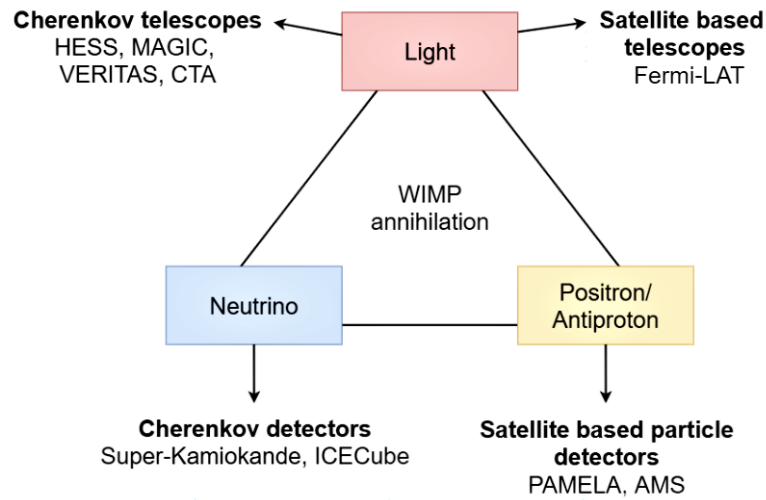 Cherenkov telescopes
HESS, MAGIC,
VERITAS, CTA
Light
Satellite based
telescopes
Fermi-LAT
WIMP
annihilation
Neutrino
Positron/
Antiproton
Cherenkov detectors
Super-Kamiokande, ICECube
Satellite based particle
detectors
PAMELA, AMS